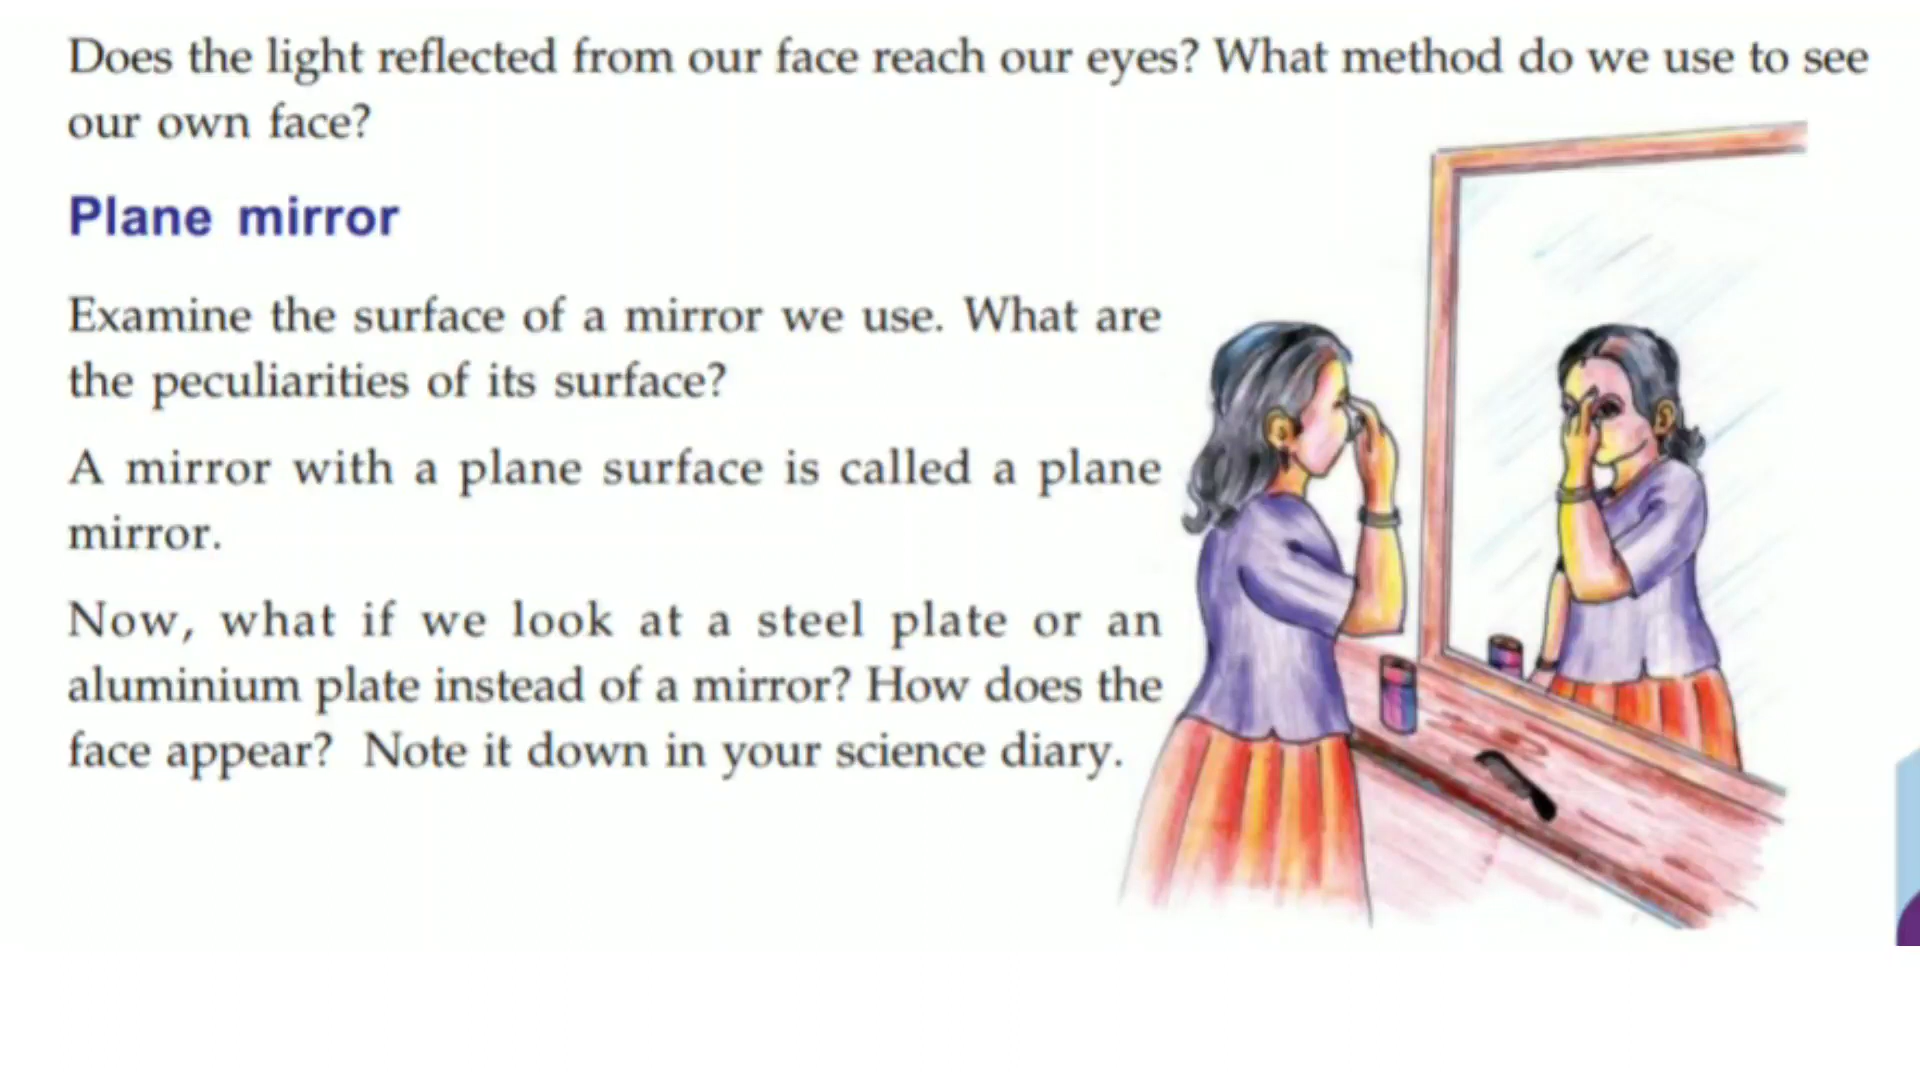 Does the light reflected from our face reach our eyes? What method do we use to see
our own face?
Plane mirror
Examine the surface of a mirror we use. What are
the peculiarities of its surface?
A mirror with a plane surface is called a plane
mirror.
Now, what if we look at a steel plate or an
aluminium plate instead of a mirror? How does the
face appear? Note it down in your science diary.